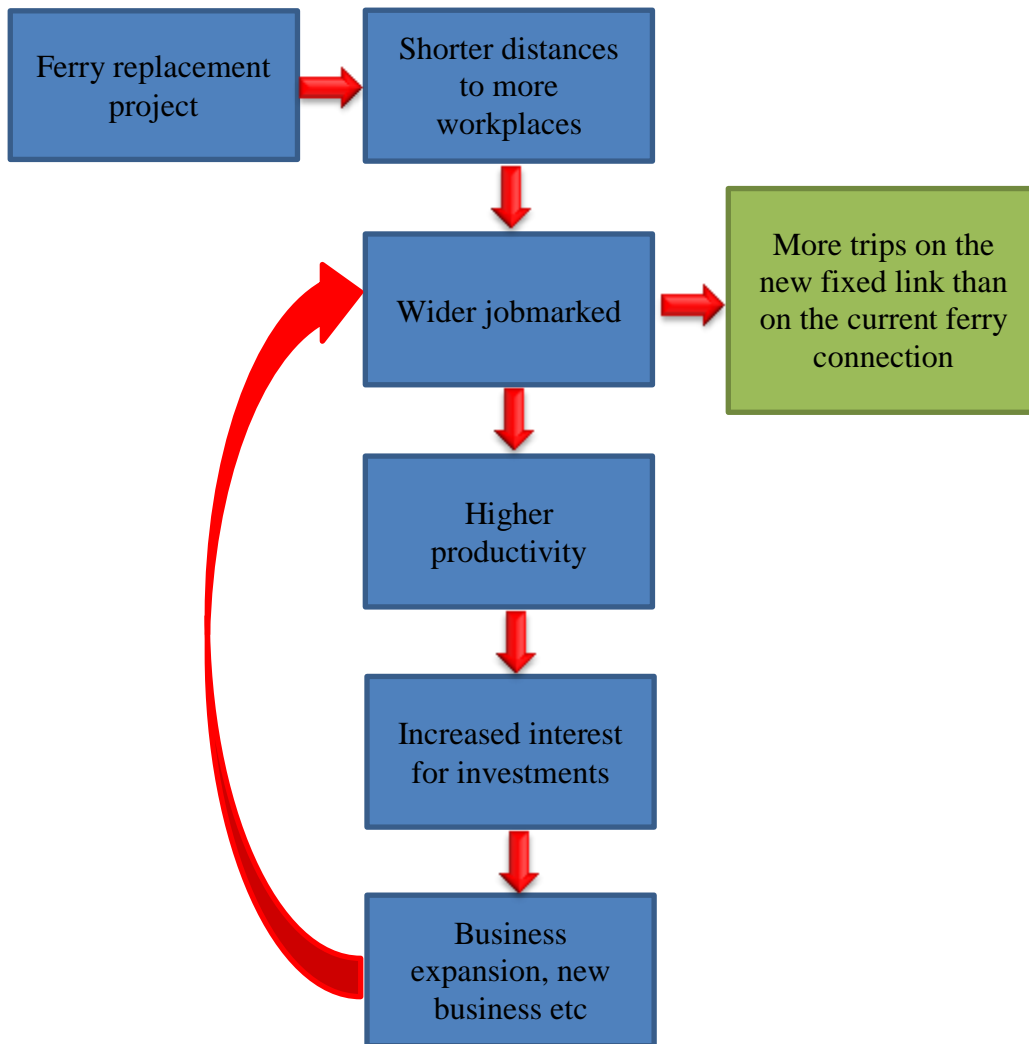 Ferry replacement
project
Shorter distances
to more
workplaces
Wider jobmarked
More trips on the
new fixed link than
on the current ferry
connection
Higher
productivity
Increased interest
for investments
Business
expansion, new
business etc